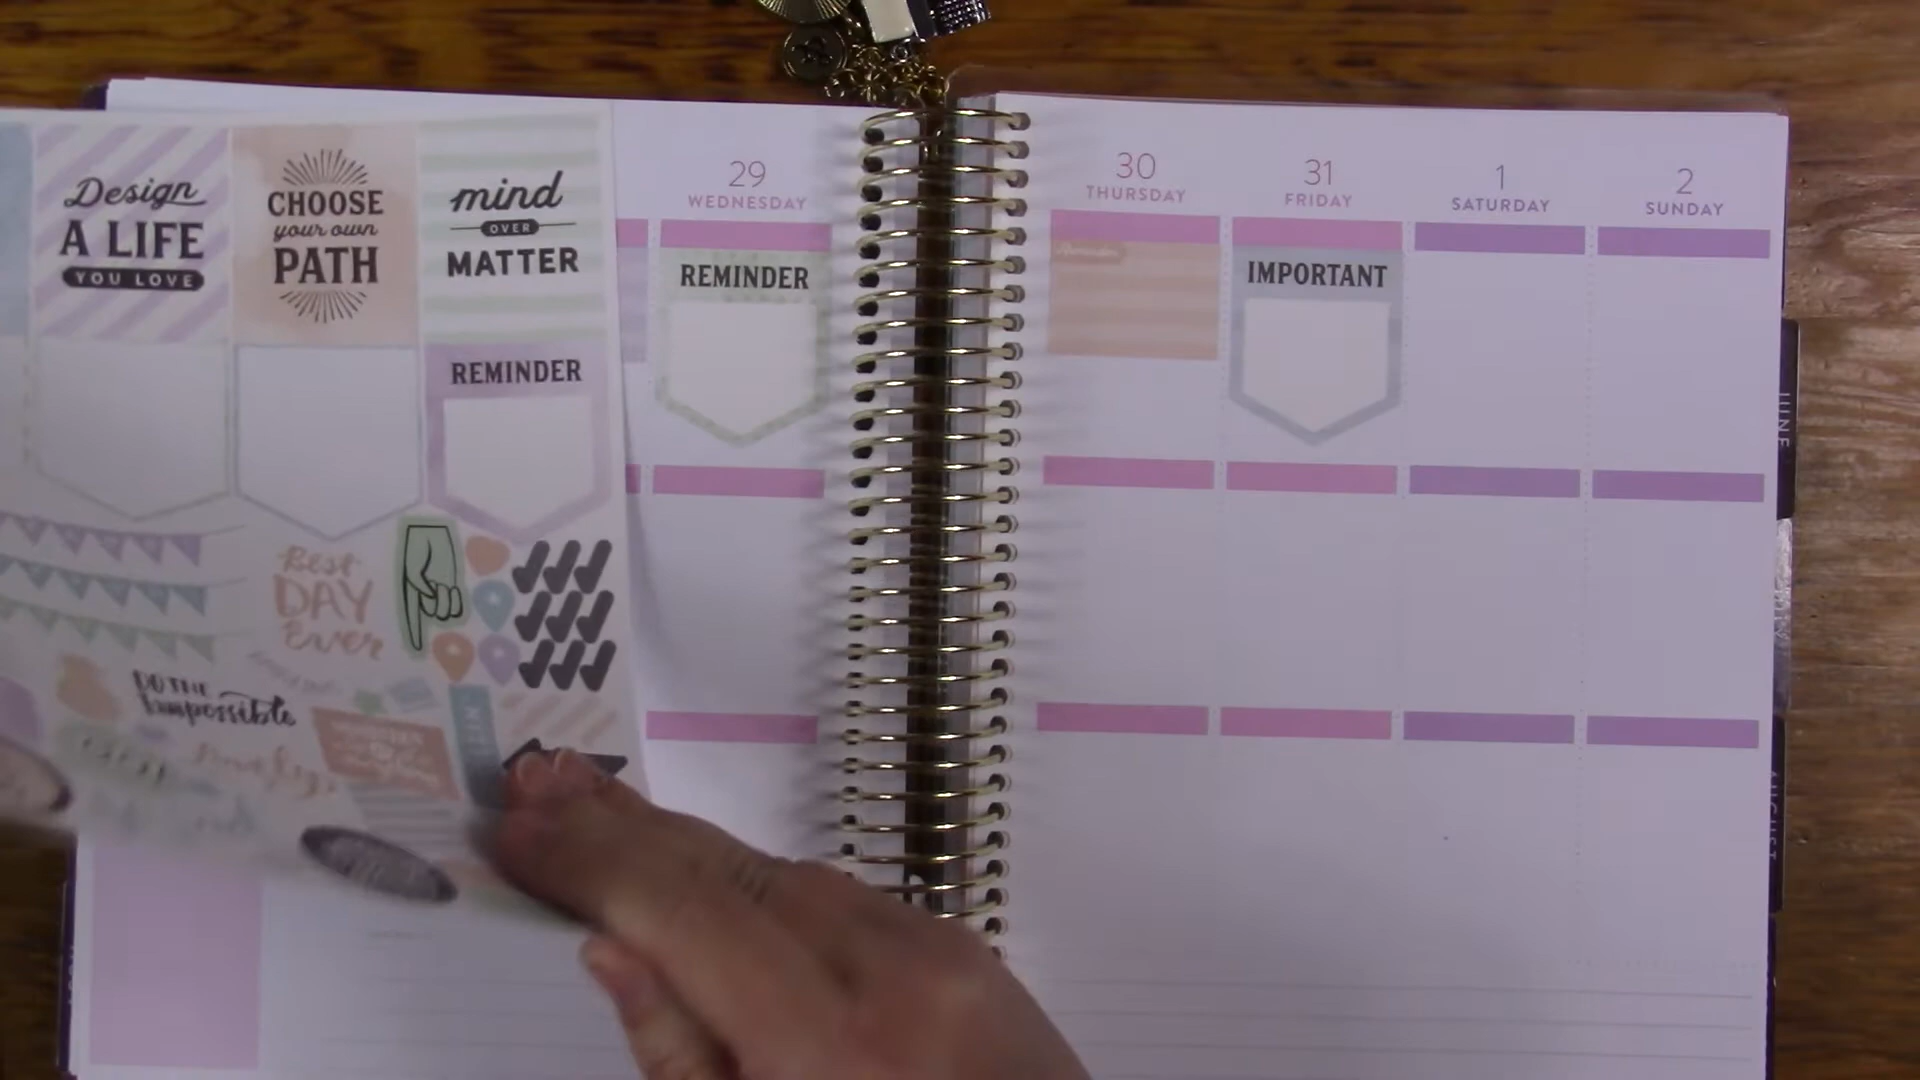 Design
A LIFE
YOU LOVE
CHOOSE
your own
PATH
mind
OVER
MATTER
REMINDER
Best
DAY
Ever
DO THE
Impossible
29
WEDNESDAY
REMINDER
30
THURSDAY
31
FRIDAY
IMPORTANT
1
SATURDAY
2
SUNDAY
JUNE
AUGUST